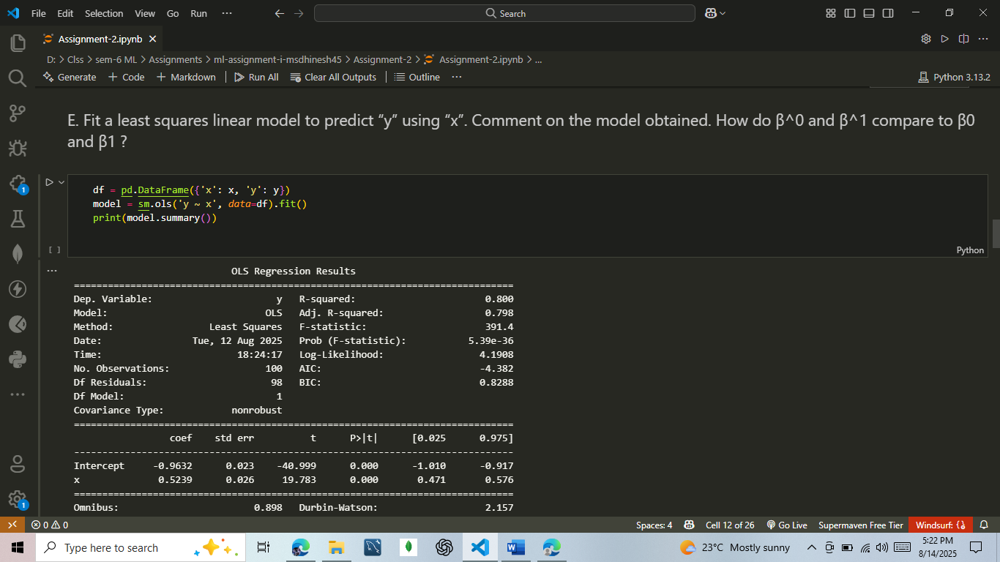 File Edit Selection View Go Run ··· Search
Assignment-2.ipynb
D: > Clss > sem-6 ML > Assignments > ml-assignment-i-msdhinesh45 > Assignment-2 > Assignment-2.ipynb > ...
Generate + Code + Markdown Run All Clear All Outputs Outline ··· Python 3.13.2
E. Fit a least squares linear model to predict “y” using “x”. Comment on the model obtained. How do β^0 and β^1 compare to β0
and β1 ?
df = pd.DataFrame({'x': x, 'y': y})
model = sm.ols('y ~ x', data=df).fit()
print(model.summary())
[ ] Python
OLS Regression Results
==============================================================================
Dep. Variable: y R-squared: 0.800
Model: OLS Adj. R-squared: 0.798
Method: Least Squares F-statistic: 391.4
Date: Tue, 12 Aug 2025 Prob (F-statistic): 5.39e-36
Time: 18:24:17 Log-Likelihood: 4.1908
No. Observations: 100 AIC: -4.382
Df Residuals: 98 BIC: 0.8288
Df Model: 1
Covariance Type: nonrobust
==============================================================================
coef std err t P>|t| [0.025 0.975]
------------------------------------------------------------------------------
Intercept -0.9632 0.023 -40.999 0.000 -1.010 -0.917
x 0.5239 0.026 19.783 0.000 0.471 0.576
==============================================================================
Omnibus: 0.898 Durbin-Watson: 2.157
0 0 Spaces: 4 Cell 12 of 26 Go Live Supermaven Free Tier Windsurf: {}
Type here to search 23°C Mostly sunny 5:22 PM
8/14/2025